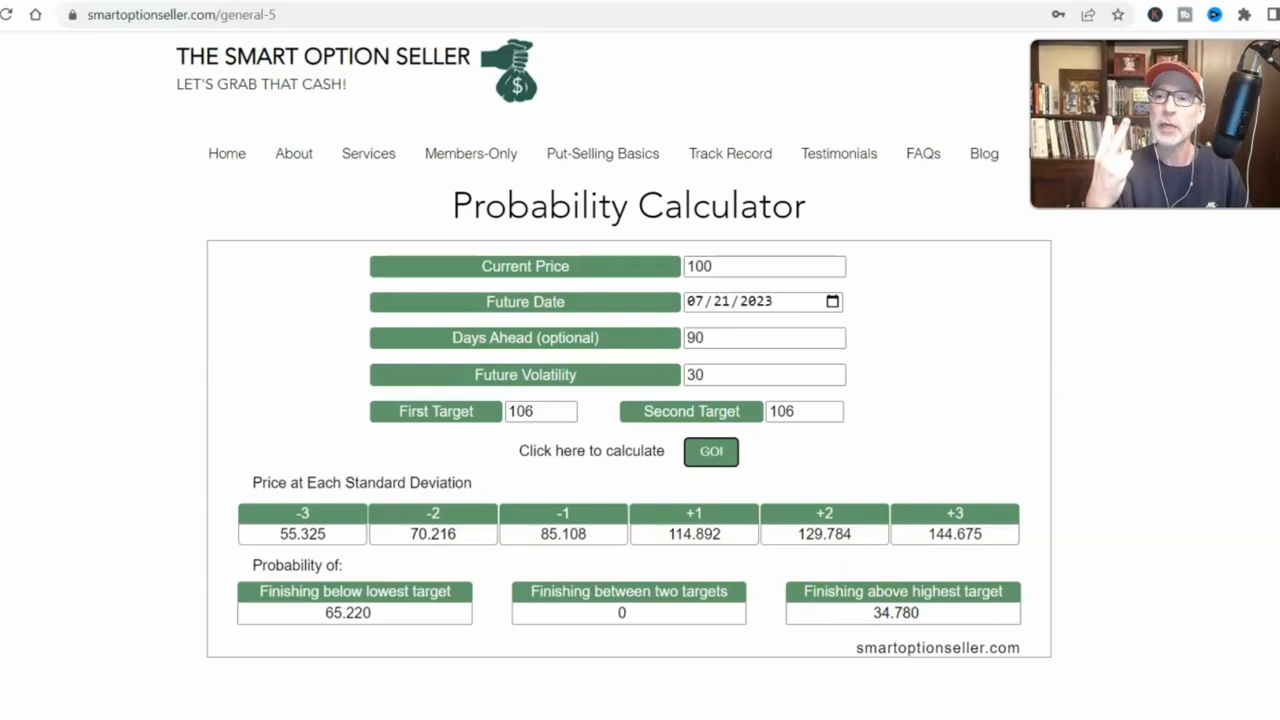 smartoptionseller.com/general-5
THE SMART OPTION SELLER
LET'S GRAB THAT CASH!
$
Home About Services Members-Only Put-Selling Basics Track Record Testimonials FAQs Blog
Probability Calculator
Current Price 100
Future Date 07/21/2023
Days Ahead (optional) 90
Future Volatility 30
First Target 106 Second Target 106
Click here to calculate GO!
Price at Each Standard Deviation
-3 -2 -1 +1 +2 +3
55.325 70.216 85.108 114.892 129.784 144.675
Probability of:
Finishing below lowest target Finishing between two targets Finishing above highest target
65.220 0 34.780
smartoptionseller.com